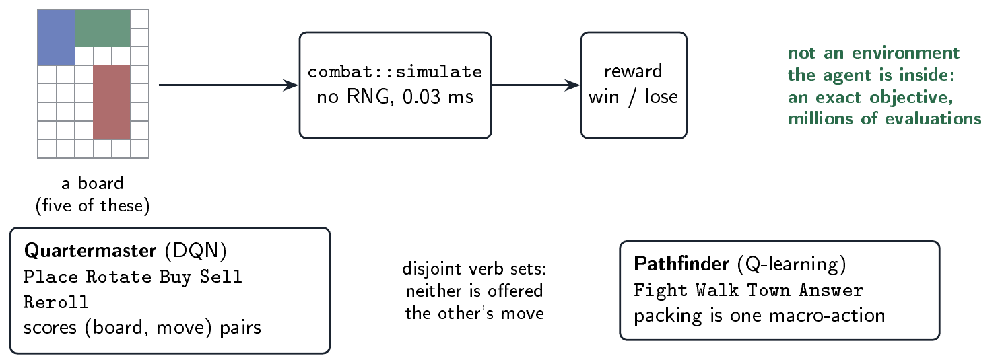 combat::simulate
no RNG, 0.03 ms
reward
win / lose
not an environment
the agent is inside:
an exact objective,
millions of evaluations
a board
(five of these)
Quartermaster (DQN)
Place Rotate Buy Sell
Reroll
scores (board, move) pairs
disjoint verb sets:
neither is offered
the other's move
Pathfinder (Q-learning)
Fight Walk Town Answer
packing is one macro-action